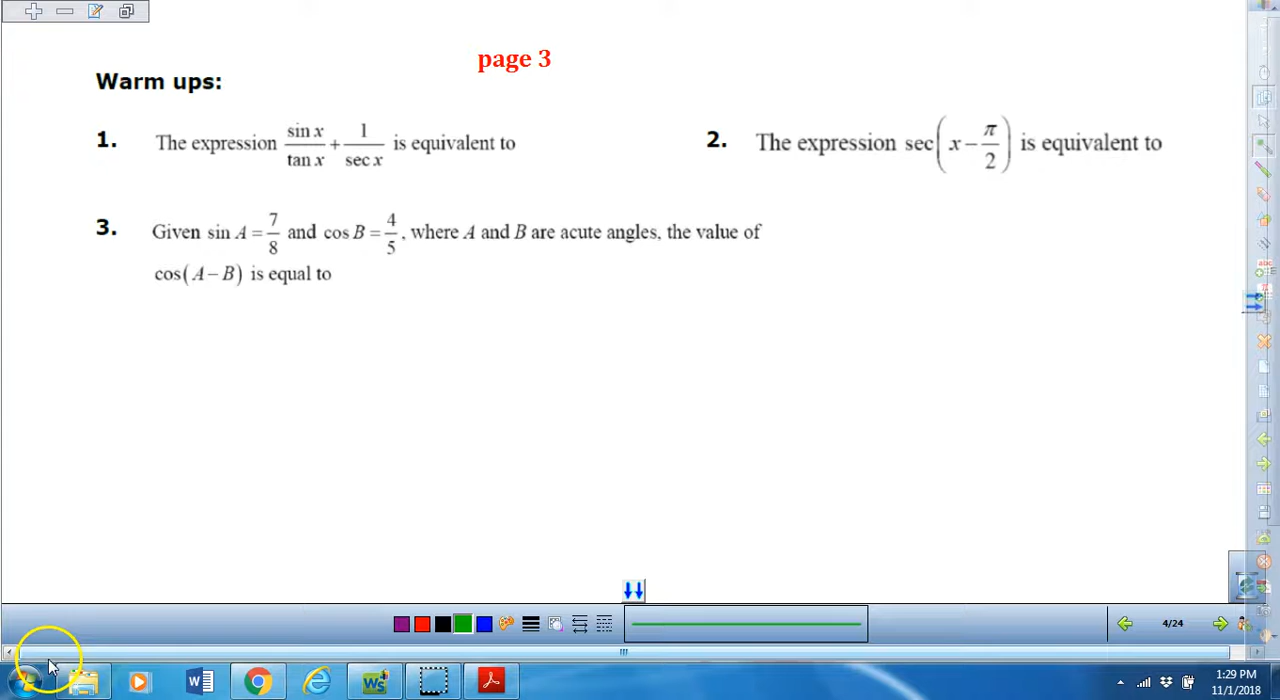 page 3
Warm ups:
1. The expression sin x / tan x + 1 / sec x is equivalent to
2. The expression sec(x − π/2) is equivalent to
3. Given sin A = 7/8 and cos B = 4/5, where A and B are acute angles, the value of
cos(A − B) is equal to
4/24
1:29 PM
11/1/2018